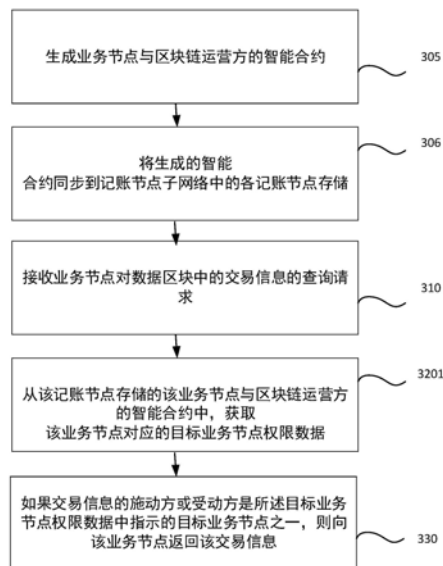 生成业务节点与区块链运营方的智能合约
305
将生成的智能
合约同步到记账节点子网络中的各记账节点存储
306
接收业务节点对数据区块中的交易信息的查询请
求
310
从该记账节点存储的该业务节点与区块链运营方
的智能合约中，获取
该业务节点对应的目标业务节点权限数据
3201
如果交易信息的施动方或受动方是所述目标业务
节点权限数据中指示的目标业务节点之一，则向
该业务节点返回该交易信息
330